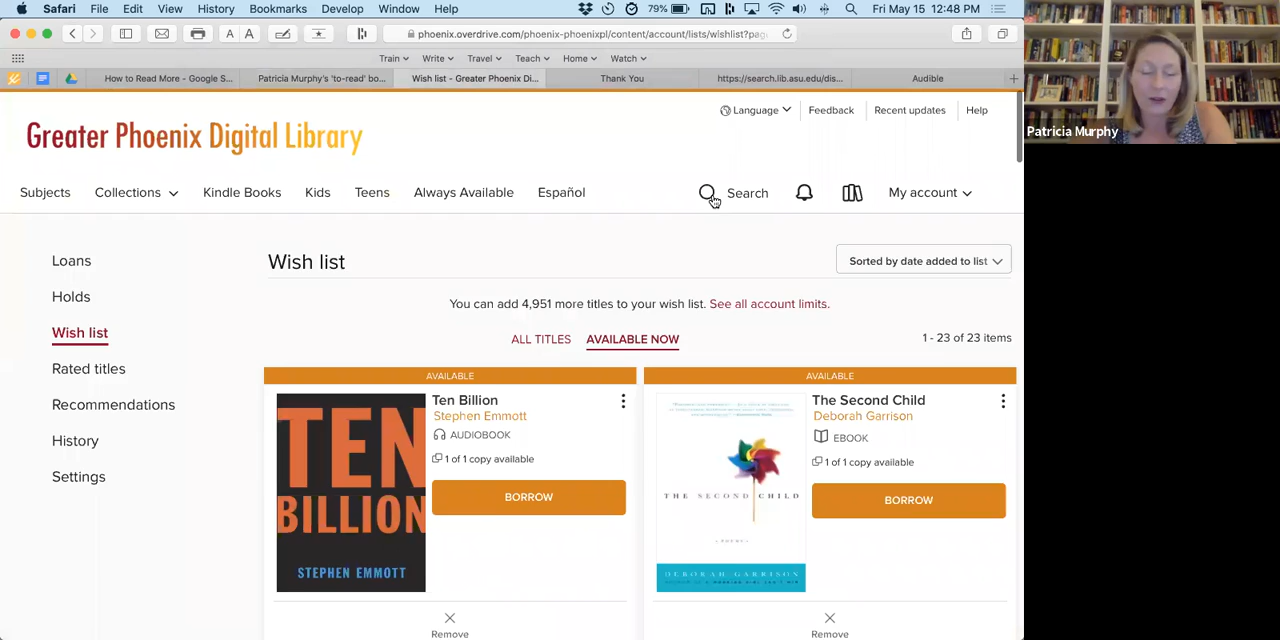 Safari File Edit View History Bookmarks Develop Window Help 79% Fri May 15 12:48 PM
A A phoenix.overdrive.com/phoenix-phoenixpl/content/account/lists/wishlist?pag
Train Write Travel Teach Home Watch
How to Read More - Google S... Patricia Murphy's 'to-read' bo... Wish list - Greater Phoenix Di... Thank You https://search.lib.asu.edu/dis... Audible
Language Feedback Recent updates Help
Greater Phoenix Digital Library
Subjects Collections Kindle Books Kids Teens Always Available Español Search My account
Loans
Holds
Wish list
Rated titles
Recommendations
History
Settings
Wish list
Sorted by date added to list
You can add 4,951 more titles to your wish list. See all account limits.
ALL TITLES AVAILABLE NOW
1 - 23 of 23 items
AVAILABLE
Ten Billion
Stephen Emmott
AUDIOBOOK
1 of 1 copy available
BORROW
TEN
BILLION
STEPHEN EMMOTT
Remove
AVAILABLE
The Second Child
Deborah Garrison
EBOOK
1 of 1 copy available
BORROW
THE SECOND CHILD
POEMS
DEBORAH GARRISON
Remove
Patricia Murphy